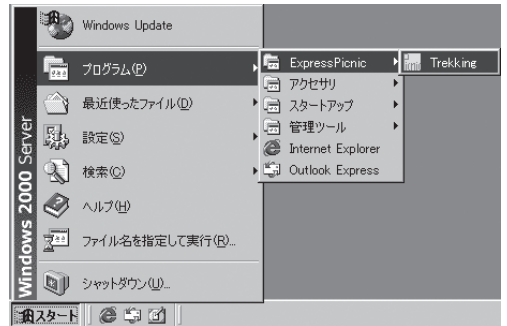 Windows Update
プログラム(P)
最近使ったファイル(D)
設定(S)
検索(C)
ヘルプ(H)
ファイル名を指定して実行(R)...
シャットダウン(U)...
Windows 2000 Server
ExpressPicnic
アクセサリ
スタートアップ
管理ツール
Internet Explorer
Outlook Express
Trekking
スタート